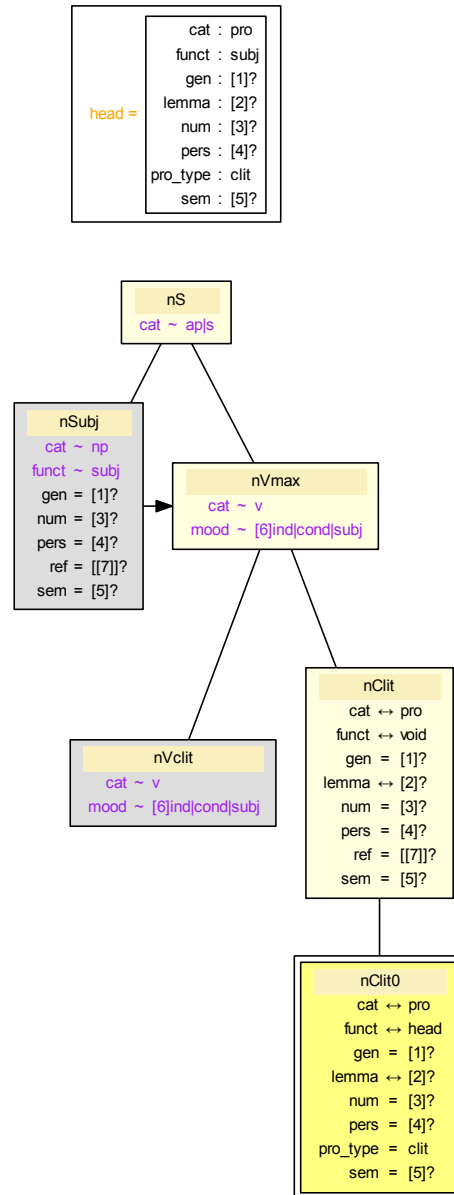 head =
cat : pro
funct : subj
gen : [1]?
lemma : [2]?
num : [3]?
pers : [4]?
pro_type : clit
sem : [5]?
nS
cat ~ ap|s
nSubj
cat ~ np
funct ~ subj
gen = [1]?
num = [3]?
pers = [4]?
ref = [[7]]?
sem = [5]?
nVmax
cat ~ v
mood ~ [6]ind|cond|subj
nVclit
cat ~ v
mood ~ [6]ind|cond|subj
nClit
cat ↔ pro
funct ↔ void
gen = [1]?
lemma ↔ [2]?
num = [3]?
pers = [4]?
ref = [[7]]?
sem = [5]?
nClit0
cat ↔ pro
funct ↔ head
gen = [1]?
lemma ↔ [2]?
num = [3]?
pers = [4]?
pro_type = clit
sem = [5]?